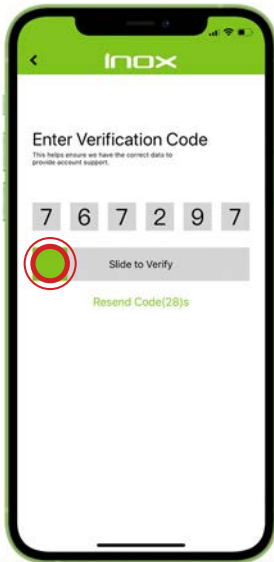 INOX
Enter Verification Code
This helps ensure we have the correct data to
provide account support.
7 6 7 2 9 7
Slide to Verify
Resend Code(28)s